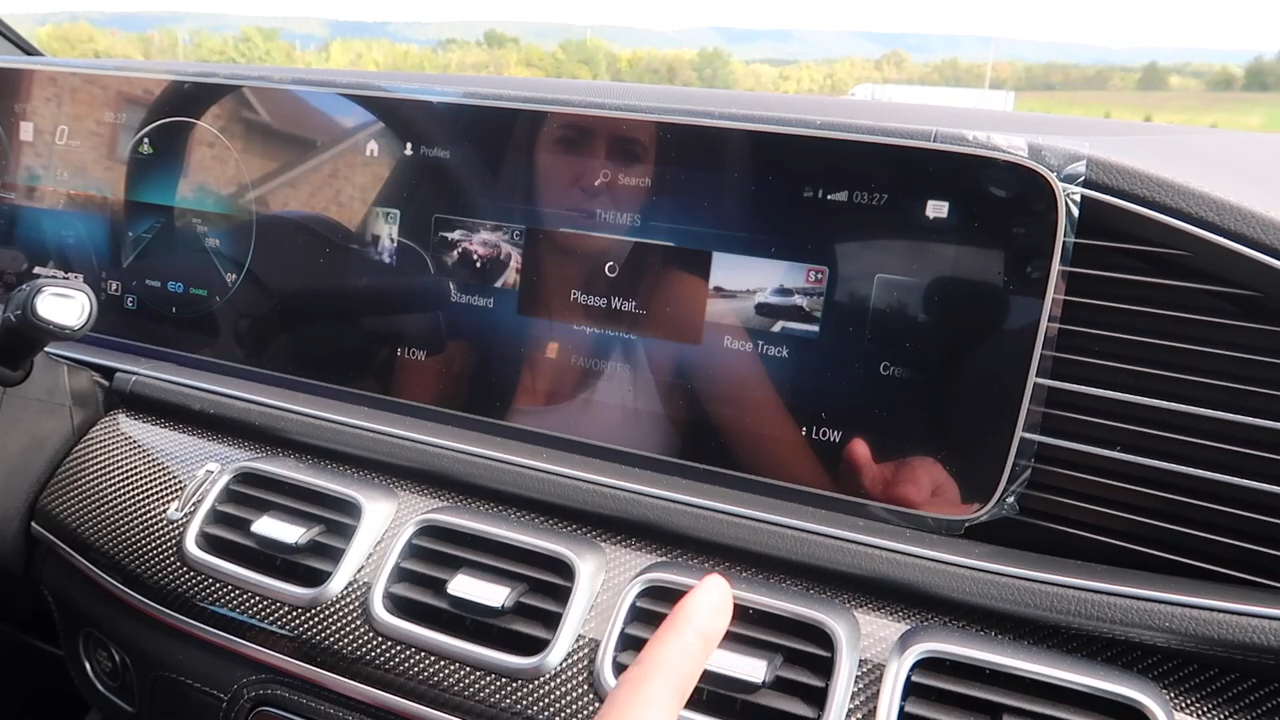 03:27
0
AMG
P
C
POWER
EQ
CHARGE
Profiles
Search
03:27
THEMES
C
C
Standard
Please Wait...
Experience
S+
Race Track
FAVORITES
LOW
LOW